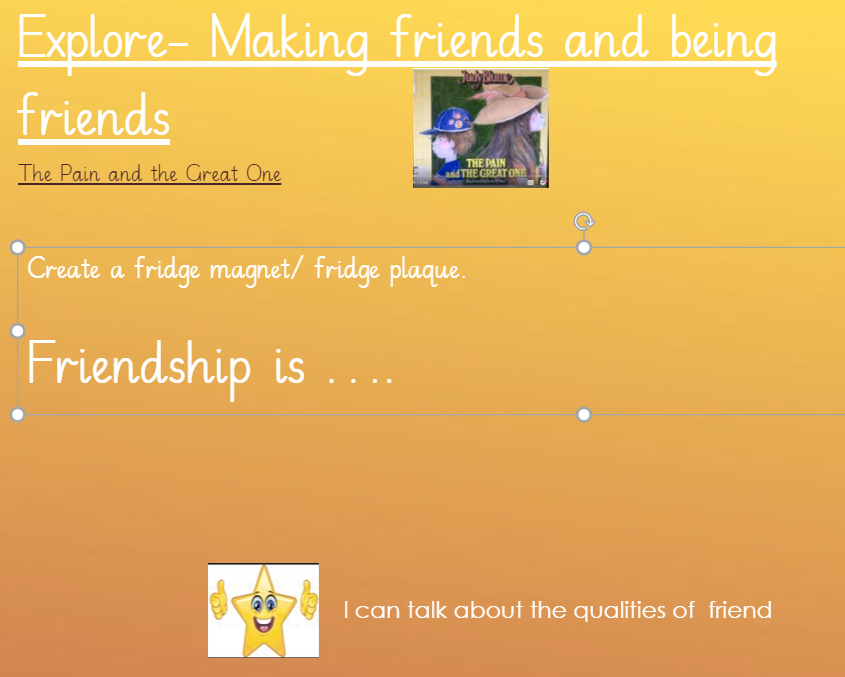 Explore- Making friends and being
friends
Judy Blume
THE PAIN
and THE GREAT ONE
The Pain and the Great One
Create a fridge magnet/ fridge plaque.
Friendship is ....
I can talk about the qualities of friend